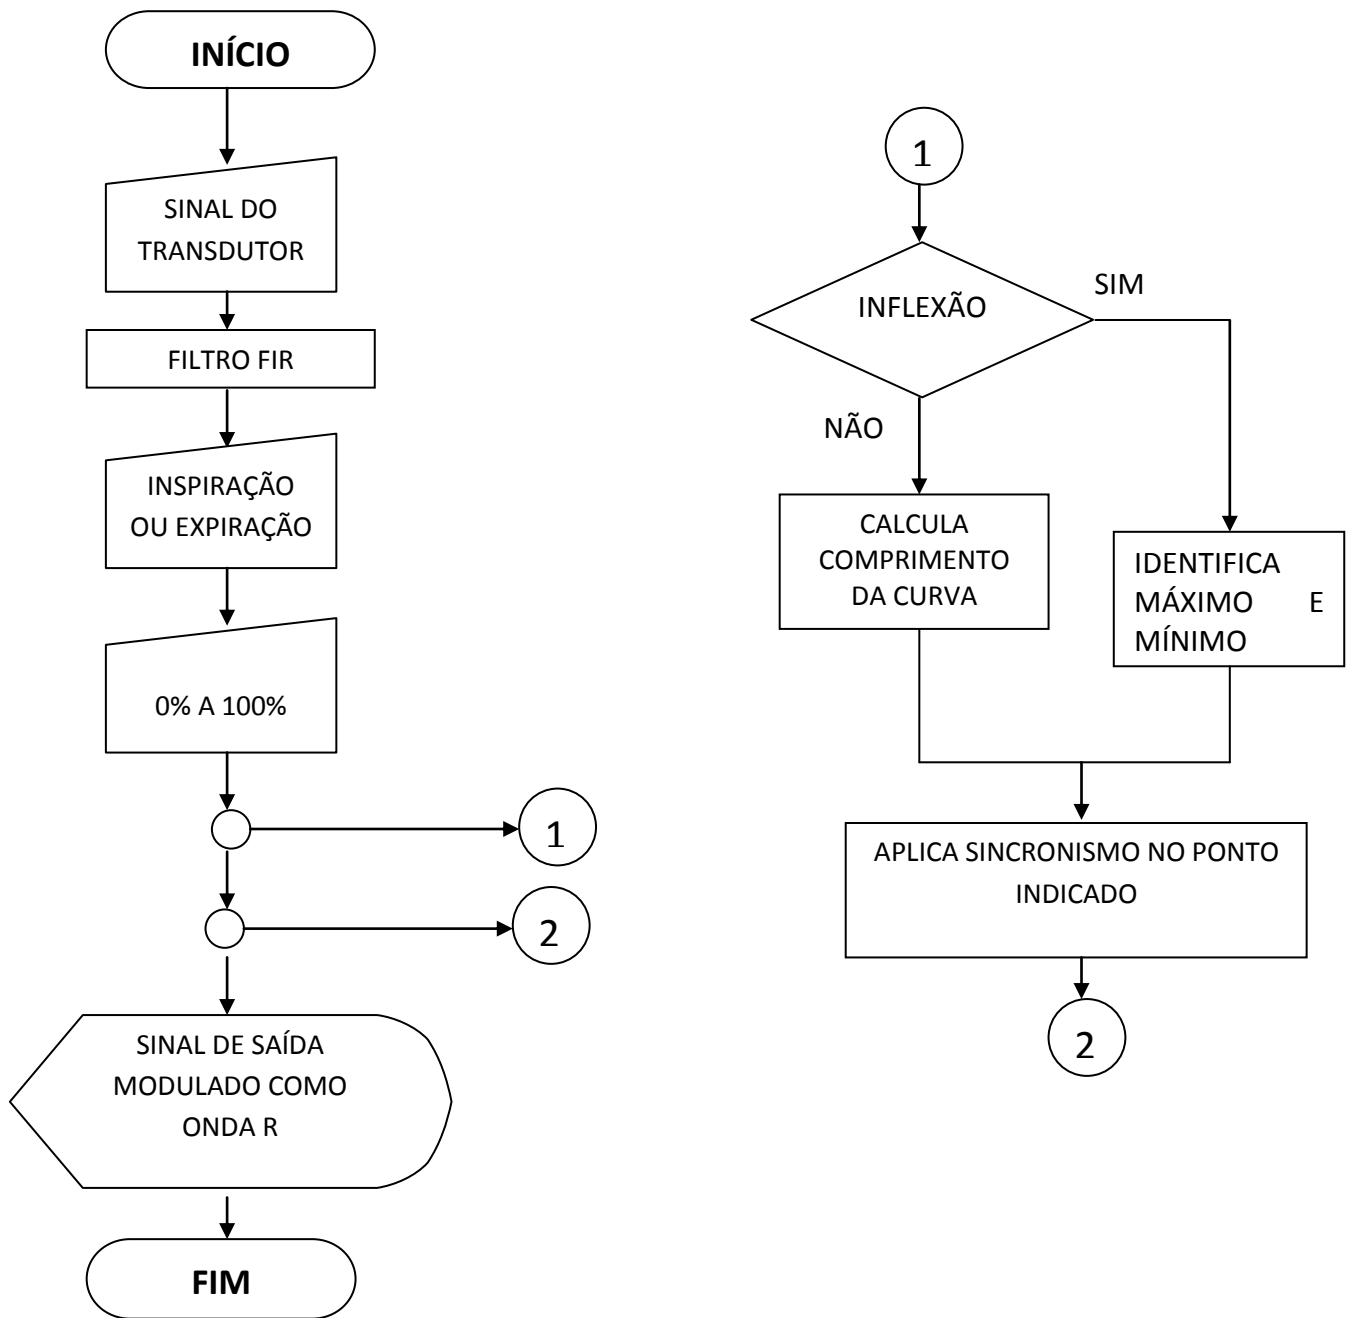 INÍCIO
SINAL DO
TRANSDUTOR
FILTRO FIR
INSPIRAÇÃO
OU EXPIRAÇÃO
0% A 100%
1
2
SINAL DE SAÍDA
MODULADO COMO
ONDA R
FIM
1
INFLEXÃO
SIM
NÃO
CALCULA
COMPRIMENTO
DA CURVA
IDENTIFICA
MÁXIMO E
MÍNIMO
APLICA SINCRONISMO NO PONTO
INDICADO
2